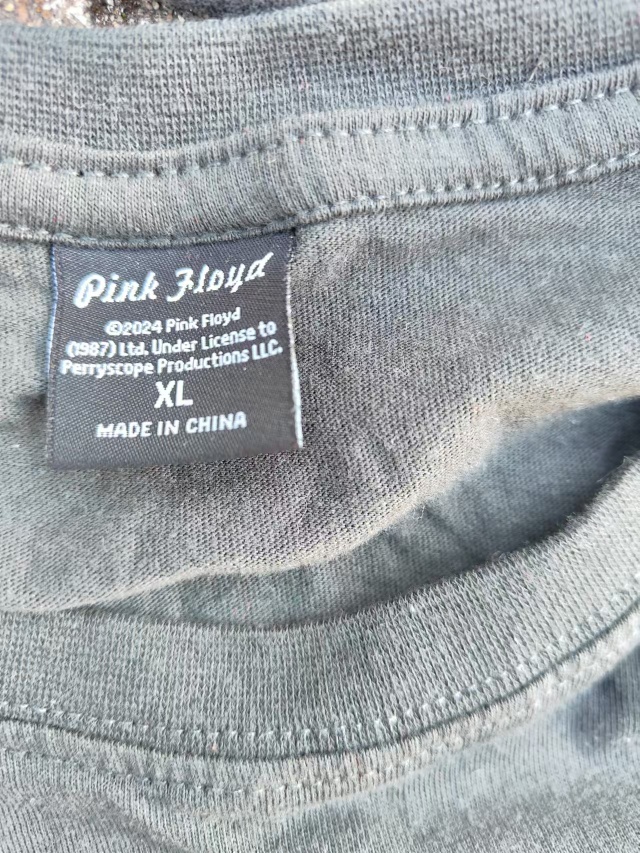 Pink Floyd
©2024 Pink Floyd
(1987) Ltd. Under License to
Perryscope Productions LLC.
XL
MADE IN CHINA